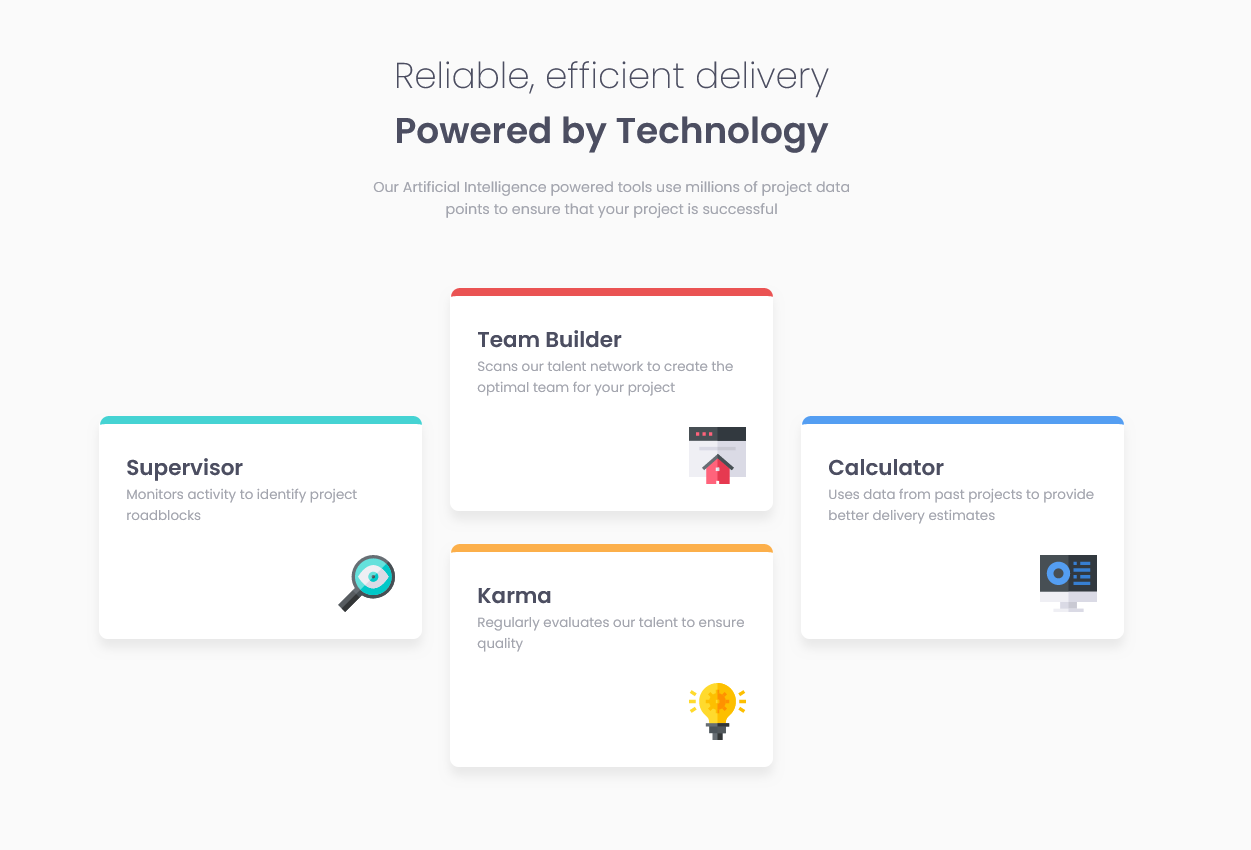 Reliable, efficient delivery
Powered by Technology
Our Artificial Intelligence powered tools use millions of project data
points to ensure that your project is successful
Supervisor
Monitors activity to identify project
roadblocks
Team Builder
Scans our talent network to create the
optimal team for your project
Karma
Regularly evaluates our talent to ensure
quality
Calculator
Uses data from past projects to provide
better delivery estimates